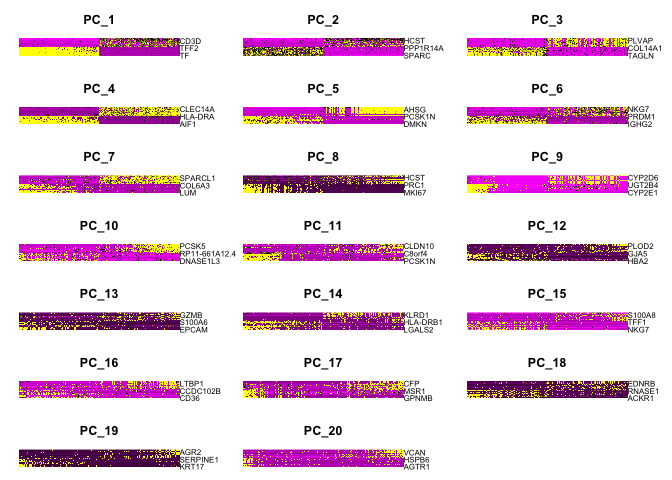 PC_1
CD3D
TFF2
TF
PC_2
HCST
PPP1R14A
SPARC
PC_3
PLVAP
COL14A1
TAGLN
PC_4
CLEC14A
HLA-DRA
AIF1
PC_5
AHSG
PCSK1N
DMKN
PC_6
NKG7
PRDM1
IGHG2
PC_7
SPARCL1
COL6A3
LUM
PC_8
HCST
PRC1
MKI67
PC_9
CYP2D6
UGT2B4
CYP2E1
PC_10
PCSK5
RP11-661A12.4
DNASE1L3
PC_11
CLDN10
C8orf4
PCSK1N
PC_12
PLOD2
GJA5
HBA2
PC_13
GZMB
S100A6
EPCAM
PC_14
KLRD1
HLA-DRB1
LGALS2
PC_15
S100A8
TFF1
NKG7
PC_16
LTBP1
CCDC102B
CD36
PC_17
CFP
MSR1
GPNMB
PC_18
EDNRB
RNASE1
ACKR1
PC_19
AGR2
SERPINE1
KRT17
PC_20
VCAN
HSPB6
AGTR1